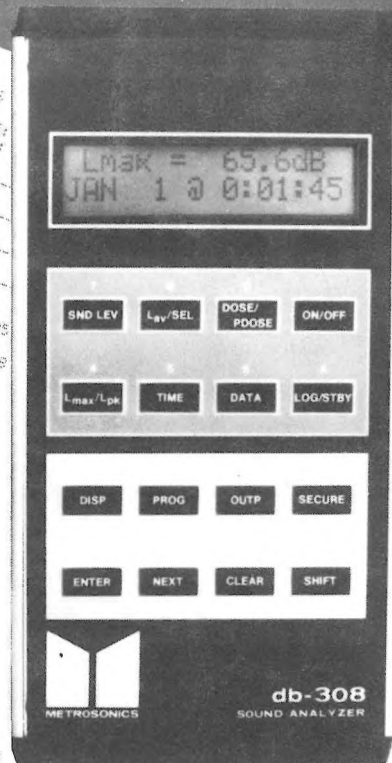 Lmax = 65.6dB
JAN 1 @ 0:01:45
SND LEV Lav/SEL DOSE/PDOSE ON/OFF
Lmax/Lpk TIME DATA LOG/STBY
DISP PROG OUTP SECURE
ENTER NEXT CLEAR SHIFT
METROSONICS
db-308
SOUND ANALYZER